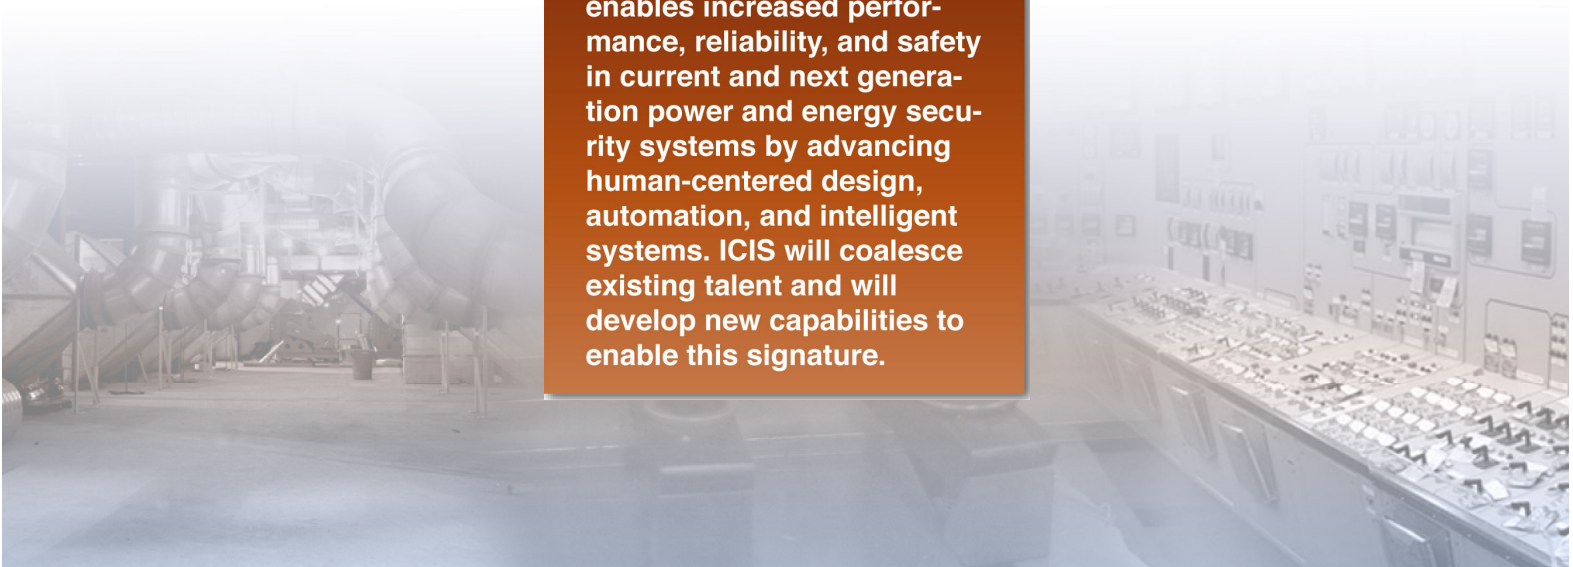 enables increased perfor-
mance, reliability, and safety
in current and next genera-
tion power and energy secu-
rity systems by advancing
human-centered design,
automation, and intelligent
systems. ICIS will coalesce
existing talent and will
develop new capabilities to
enable this signature.